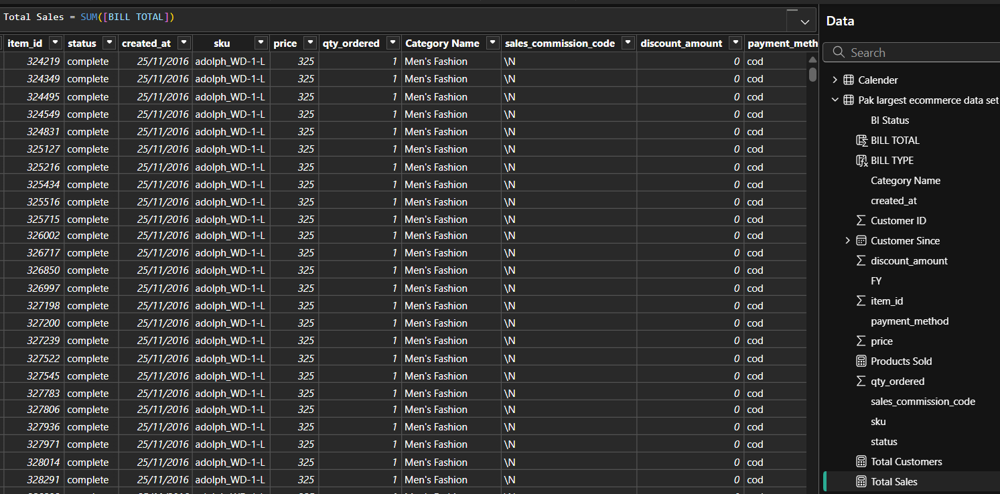 Total Sales = SUM([BILL TOTAL])
item_id status created_at sku price qty_ordered Category Name sales_commission_code discount_amount payment_meth
324219 complete 25/11/2016 adolph_WD-1-L 325 1 Men's Fashion \N 0 cod
324349 complete 25/11/2016 adolph_WD-1-L 325 1 Men's Fashion \N 0 cod
324495 complete 25/11/2016 adolph_WD-1-L 325 1 Men's Fashion \N 0 cod
324549 complete 25/11/2016 adolph_WD-1-L 325 1 Men's Fashion \N 0 cod
324831 complete 25/11/2016 adolph_WD-1-L 325 1 Men's Fashion \N 0 cod
325127 complete 25/11/2016 adolph_WD-1-L 325 1 Men's Fashion \N 0 cod
325216 complete 25/11/2016 adolph_WD-1-L 325 1 Men's Fashion \N 0 cod
325434 complete 25/11/2016 adolph_WD-1-L 325 1 Men's Fashion \N 0 cod
325516 complete 25/11/2016 adolph_WD-1-L 325 1 Men's Fashion \N 0 cod
325715 complete 25/11/2016 adolph_WD-1-L 325 1 Men's Fashion \N 0 cod
326002 complete 25/11/2016 adolph_WD-1-L 325 1 Men's Fashion \N 0 cod
326717 complete 25/11/2016 adolph_WD-1-L 325 1 Men's Fashion \N 0 cod
326850 complete 25/11/2016 adolph_WD-1-L 325 1 Men's Fashion \N 0 cod
326997 complete 25/11/2016 adolph_WD-1-L 325 1 Men's Fashion \N 0 cod
327198 complete 25/11/2016 adolph_WD-1-L 325 1 Men's Fashion \N 0 cod
327200 complete 25/11/2016 adolph_WD-1-L 325 1 Men's Fashion \N 0 cod
327239 complete 25/11/2016 adolph_WD-1-L 325 1 Men's Fashion \N 0 cod
327522 complete 25/11/2016 adolph_WD-1-L 325 1 Men's Fashion \N 0 cod
327545 complete 25/11/2016 adolph_WD-1-L 325 1 Men's Fashion \N 0 cod
327783 complete 25/11/2016 adolph_WD-1-L 325 1 Men's Fashion \N 0 cod
327806 complete 25/11/2016 adolph_WD-1-L 325 1 Men's Fashion \N 0 cod
327936 complete 25/11/2016 adolph_WD-1-L 325 1 Men's Fashion \N 0 cod
327971 complete 25/11/2016 adolph_WD-1-L 325 1 Men's Fashion \N 0 cod
328014 complete 25/11/2016 adolph_WD-1-L 325 1 Men's Fashion \N 0 cod
328291 complete 25/11/2016 adolph_WD-1-L 325 1 Men's Fashion \N 0 cod
Data
Search
Calender
Pak largest ecommerce data set
BI Status
BILL TOTAL
BILL TYPE
Category Name
created_at
Customer ID
Customer Since
discount_amount
FY
item_id
payment_method
price
Products Sold
qty_ordered
sales_commission_code
sku
status
Total Customers
Total Sales